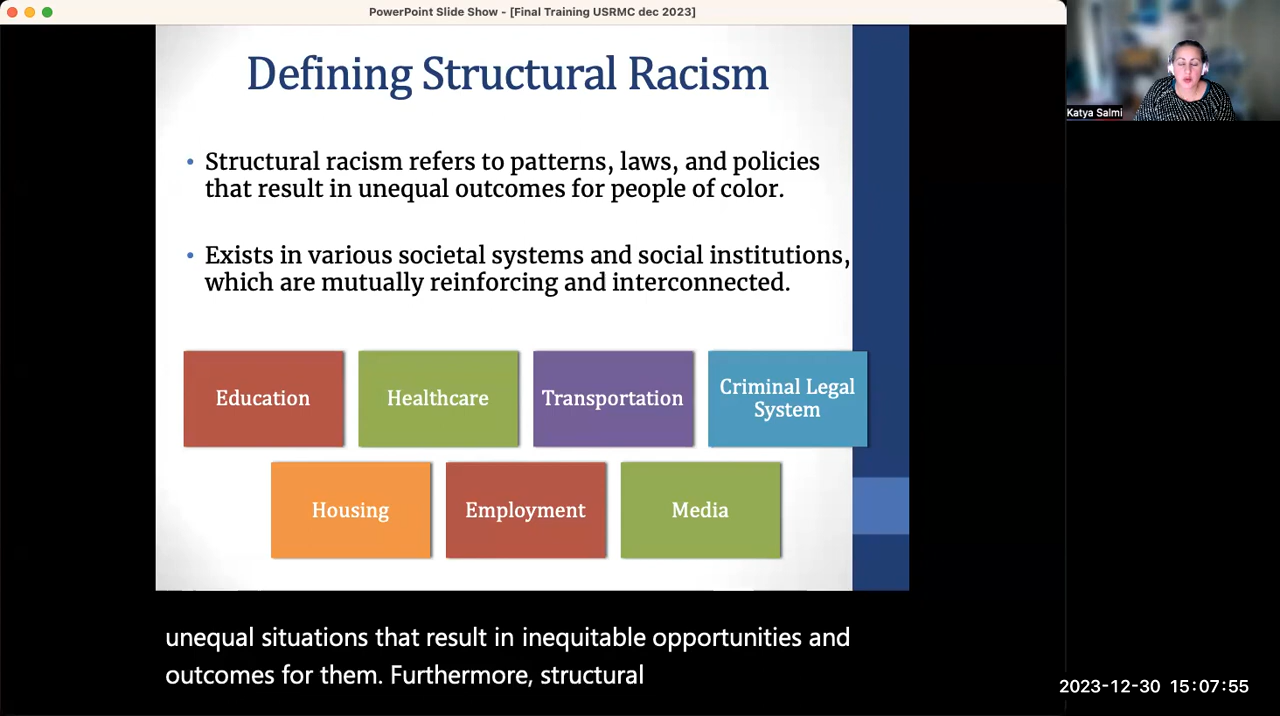 PowerPoint Slide Show - [Final Training USRMC dec 2023]
Defining Structural Racism
• Structural racism refers to patterns, laws, and policies
that result in unequal outcomes for people of color.
• Exists in various societal systems and social institutions,
which are mutually reinforcing and interconnected.
Education
Healthcare
Transportation
Criminal Legal
System
Housing
Employment
Media
Katya Salmi
unequal situations that result in inequitable opportunities and
outcomes for them. Furthermore, structural
2023-12-30 15:07:55